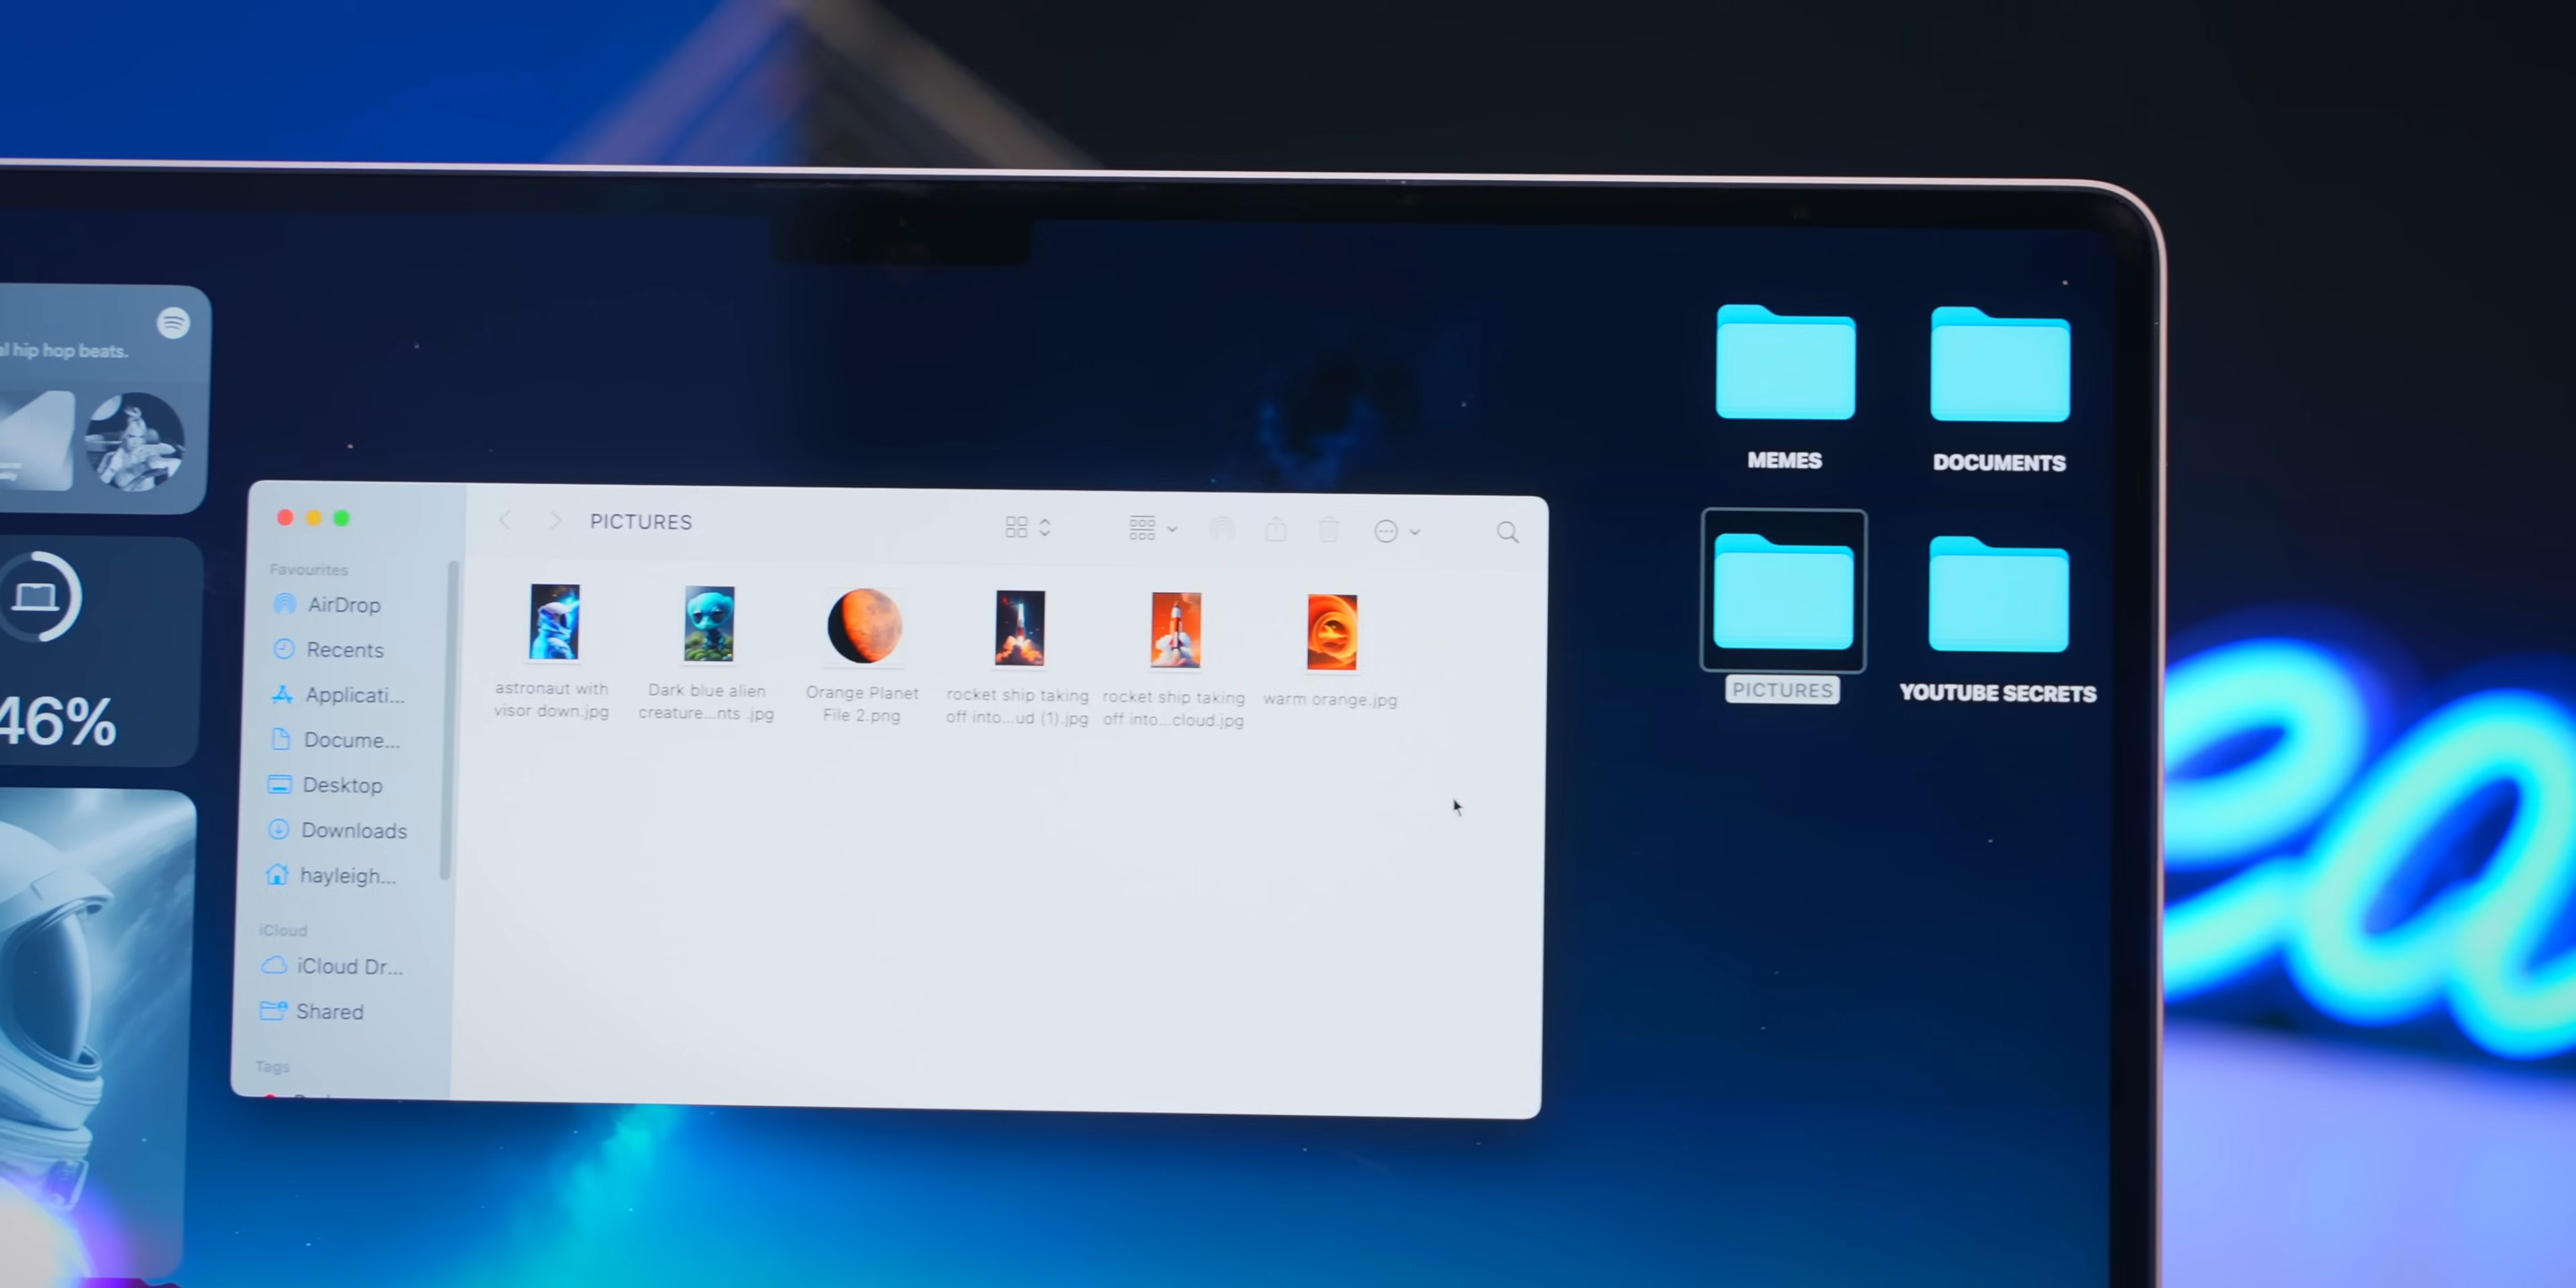 al hip hop beats.
46%
PICTURES
Favourites
AirDrop
Recents
Applicati...
Docume...
Desktop
Downloads
hayleigh...
iCloud
iCloud Dr...
Shared
Tags
astronaut with
visor down.jpg
Dark blue alien
creature...nts .jpg
Orange Planet
File 2.png
rocket ship taking
off into...ud (1).jpg
rocket ship taking
off into...cloud.jpg
warm orange.jpg
MEMES
DOCUMENTS
PICTURES
YOUTUBE SECRETS
ea